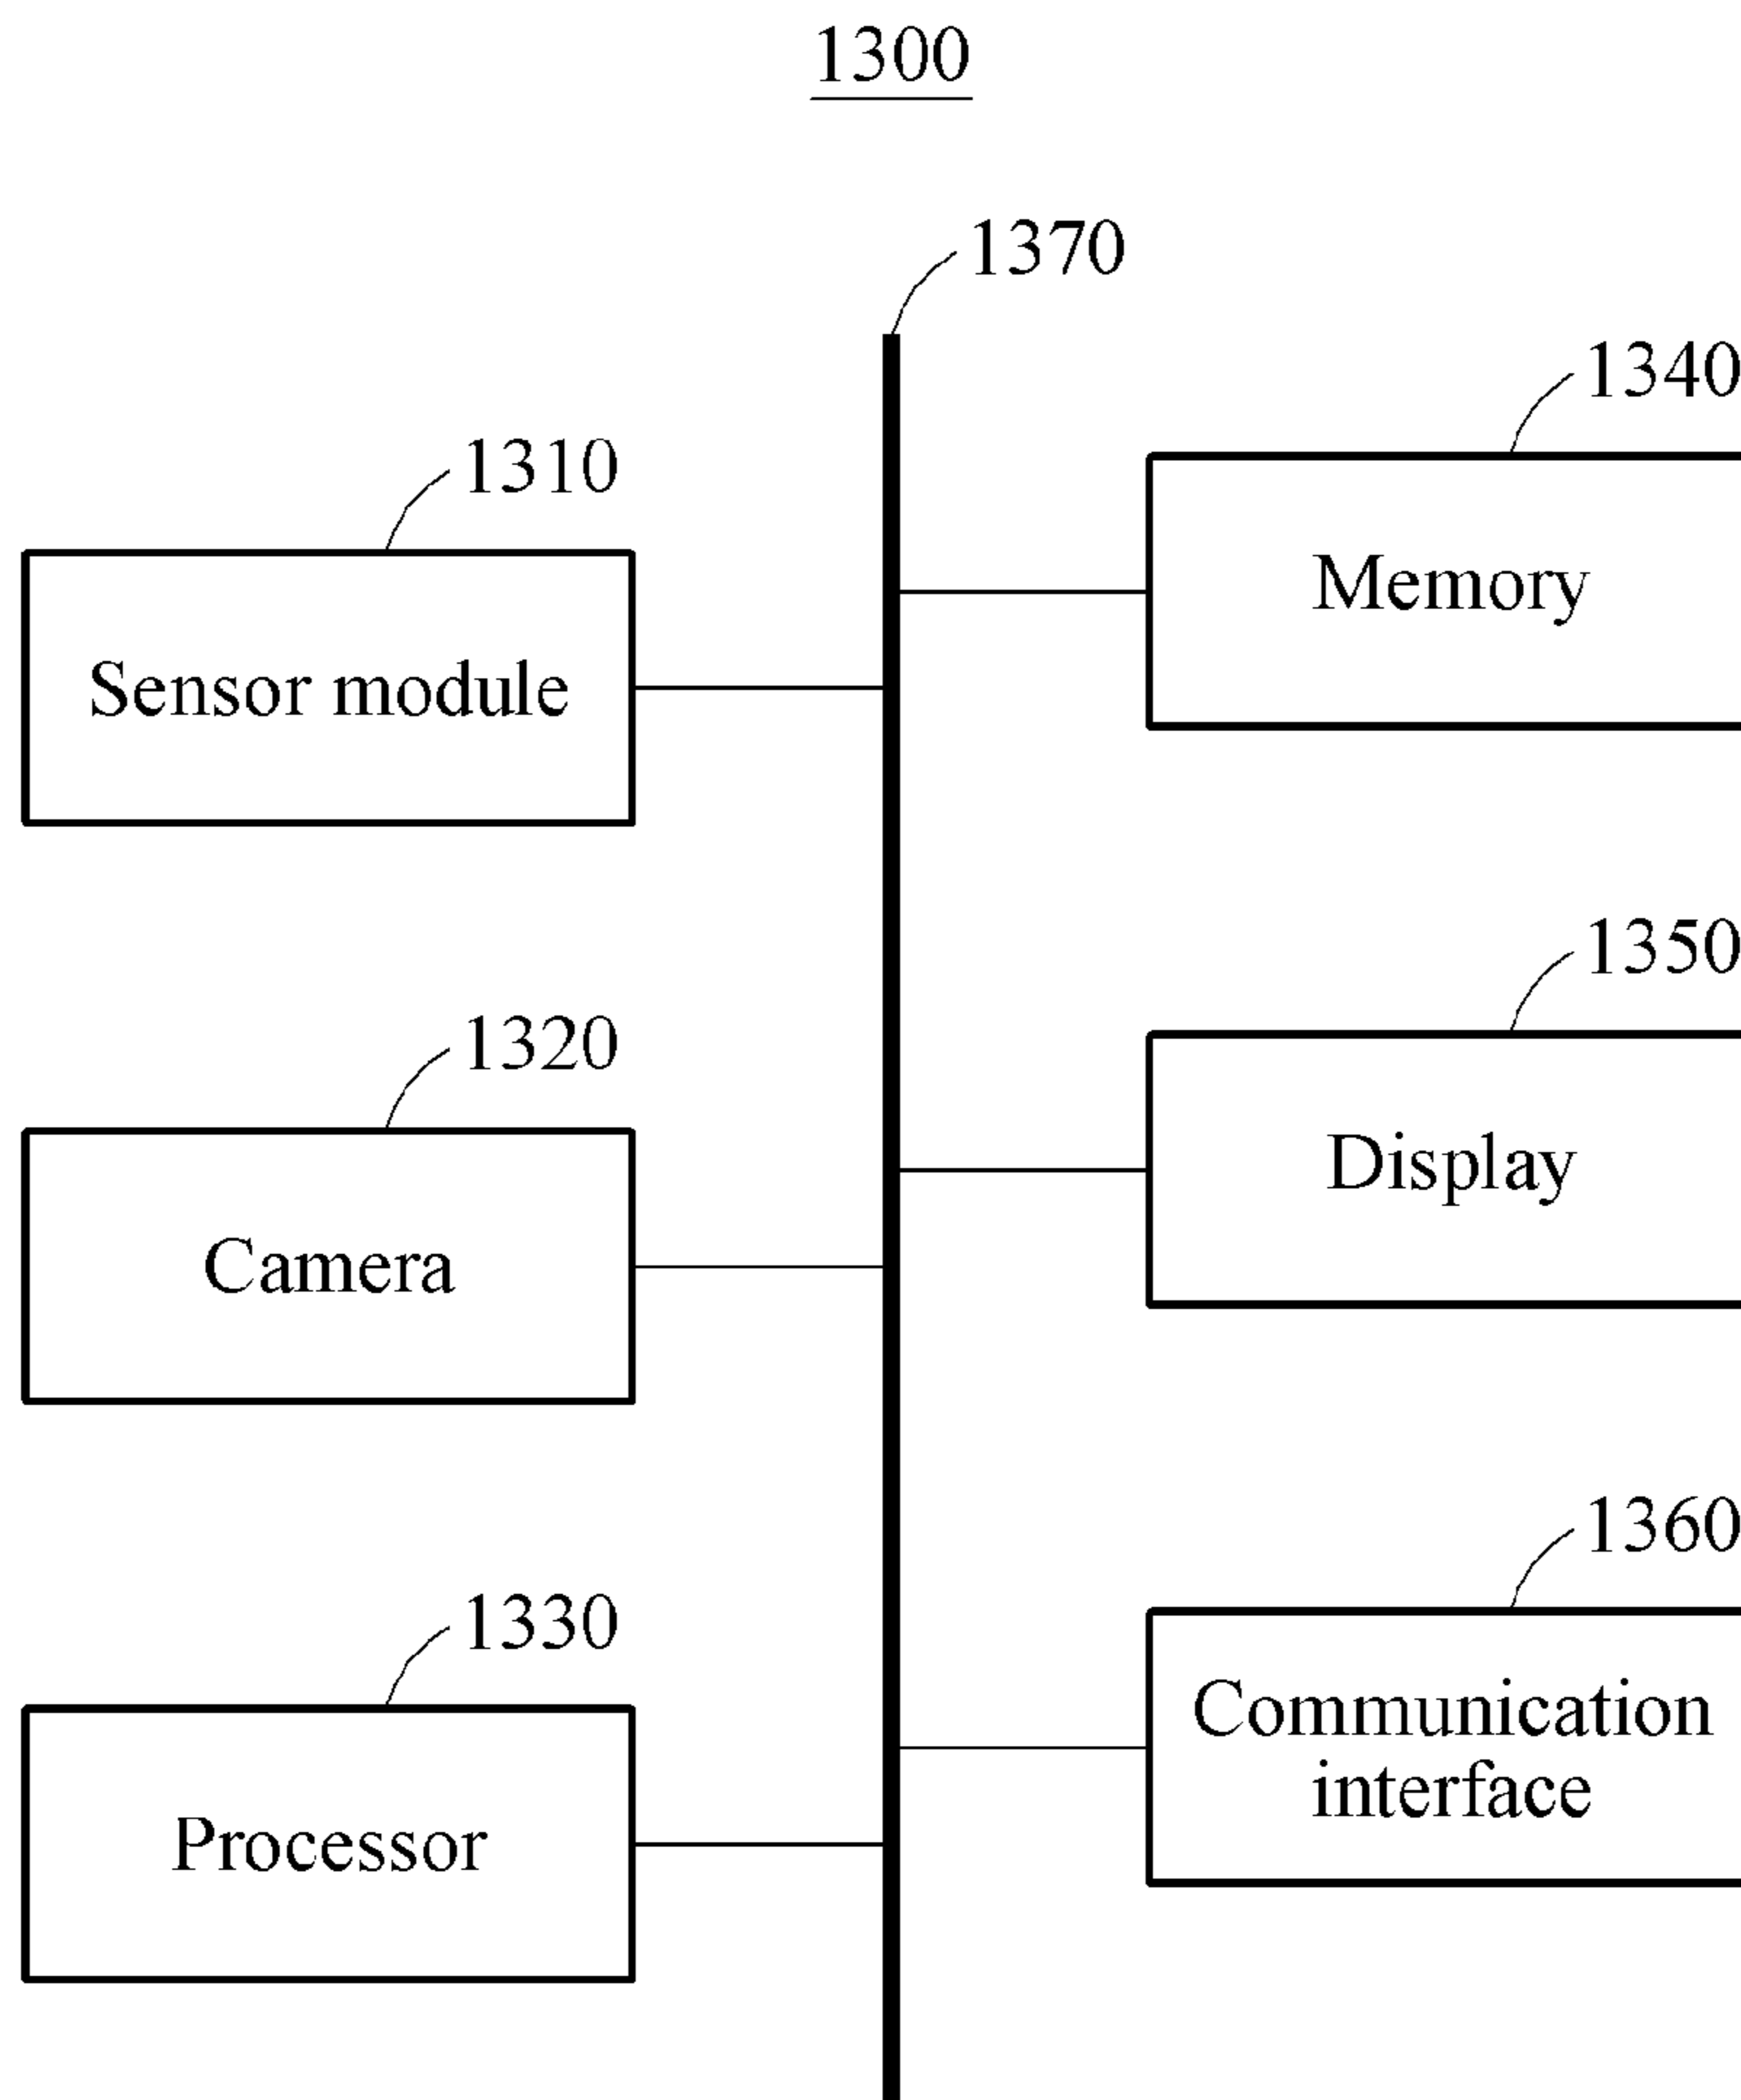 1300
1370
1340
1310
Memory
Sensor module
1350
1320
Display
Camera
1360
1330
Communication
interface
Processor